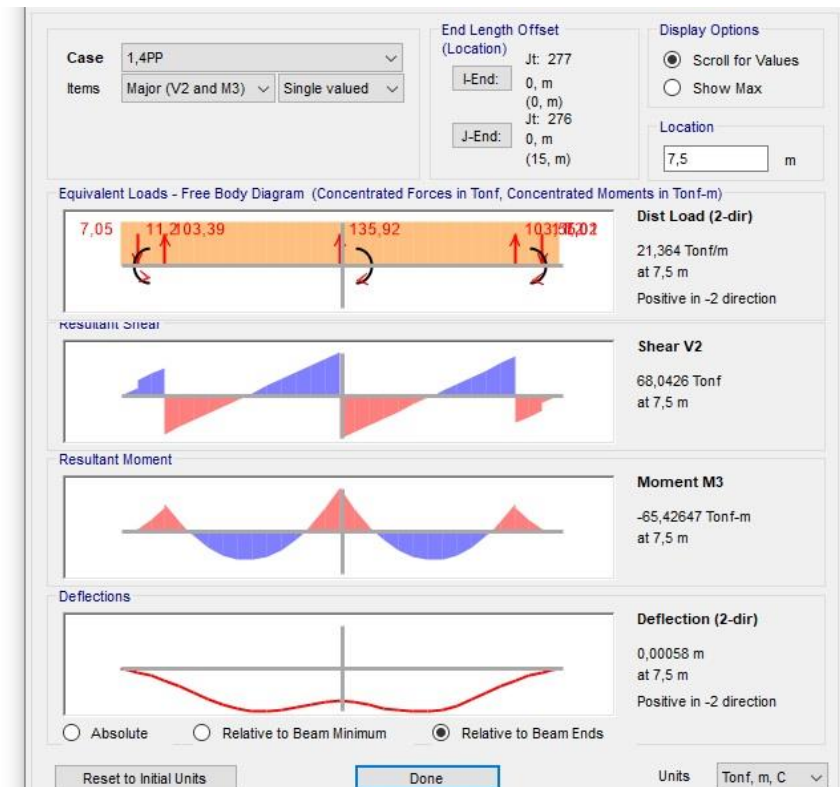 Case 1,4PP
Items Major (V2 and M3) Single valued
End Length Offset
(Location)
Jt: 277
I-End: 0, m
(0, m)
Jt: 276
J-End: 0, m
(15, m)
Display Options
Scroll for Values
Show Max
Location
7,5 m
Equivalent Loads - Free Body Diagram (Concentrated Forces in Tonf, Concentrated Moments in Tonf-m)
7,05 135,92
Dist Load (2-dir)
21,364 Tonf/m
at 7,5 m
Positive in -2 direction
Resultant Shear
Shear V2
68,0426 Tonf
at 7,5 m
Resultant Moment
Moment M3
-65,42647 Tonf-m
at 7,5 m
Deflections
Deflection (2-dir)
0,00058 m
at 7,5 m
Positive in -2 direction
Absolute Relative to Beam Minimum Relative to Beam Ends
Reset to Initial Units Done Units Tonf, m, C